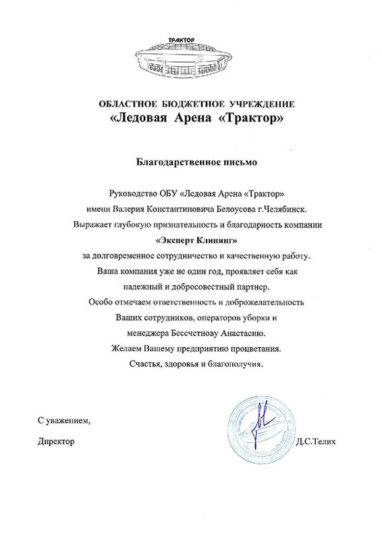 ТРАКТОР
ОБЛАСТНОЕ БЮДЖЕТНОЕ УЧРЕЖДЕНИЕ
«Ледовая Арена «Трактор»
Благодарственное письмо
Руководство ОБУ «Ледовая Арена «Трактор»
имени Валерия Константиновича Белоусова г.Челябинск.
Выражает глубокую признательность и благодарность компании
«Эксперт Клининг»
за долговременное сотрудничество и качественную работу.
Ваша компания уже не один год, проявляет себя как
надежный и добросовестный партнер.
Особо отмечаем ответственность и доброжелательность
Ваших сотрудников, операторов уборки и
менеджера Бессчетнову Анастасию.
Желаем Вашему предприятию процветания.
Счастья, здоровья и благополучия.
С уважением,
Директор
Д.С.Телих